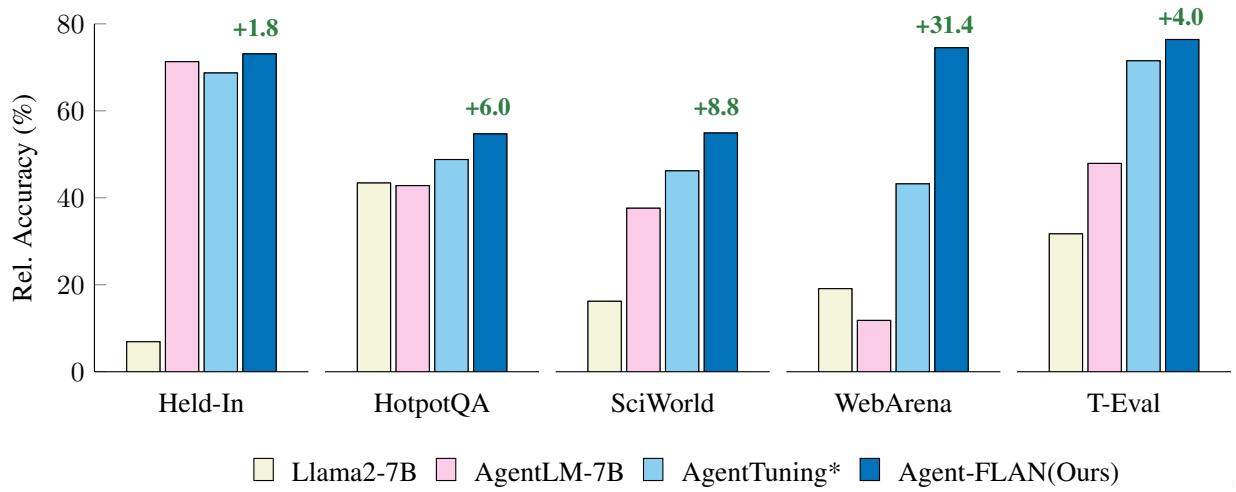 80
60
40
20
0
Rel. Accuracy (%)
+1.8
+6.0
+8.8
+31.4
+4.0
Held-In
HotpotQA
SciWorld
WebArena
T-Eval
Llama2-7B
AgentLM-7B
AgentTuning*
Agent-FLAN(Ours)